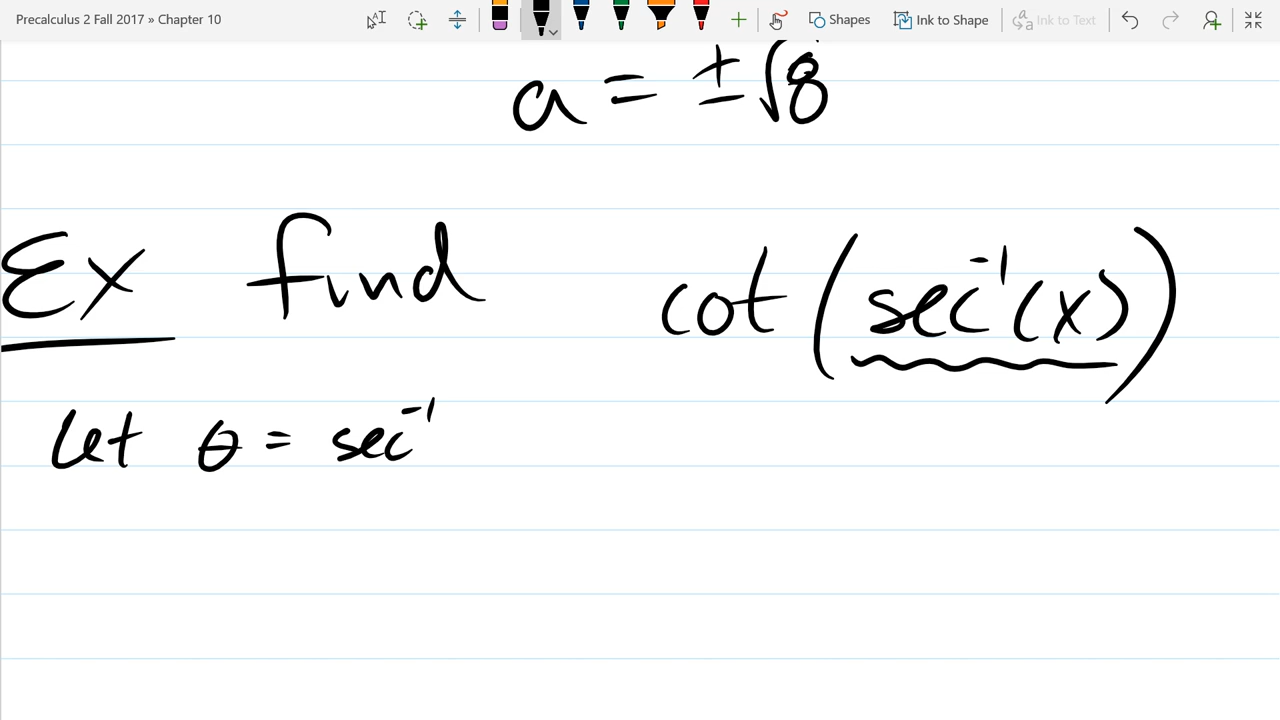 Precalculus 2 Fall 2017 » Chapter 10
Shapes
Ink to Shape
Ink to Text
a = ±√8
Ex find cot(sec⁻¹(x))
Let θ = sec⁻¹